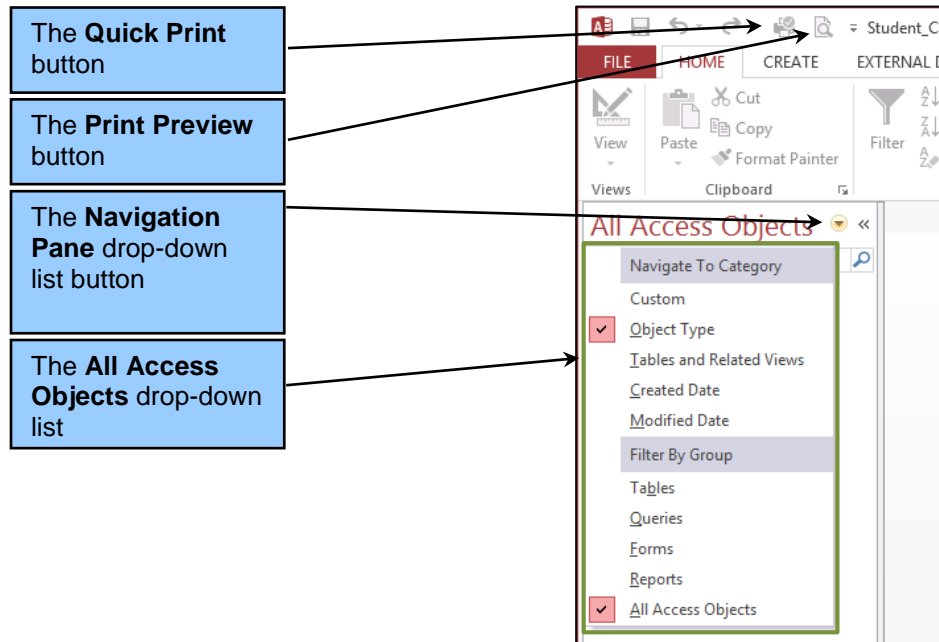 The Quick Print
button
The Print Preview
button
The Navigation
Pane drop-down
list button
The All Access
Objects drop-down
list
Student_C
FILE
HOME
CREATE
EXTERNAL D
View
Paste
Cut
Copy
Format Painter
Filter
A
Z
Z
A
A
Z
Views
Clipboard
All Access Objects
Navigate To Category
Custom
Object Type
Tables and Related Views
Created Date
Modified Date
Filter By Group
Tables
Queries
Forms
Reports
All Access Objects